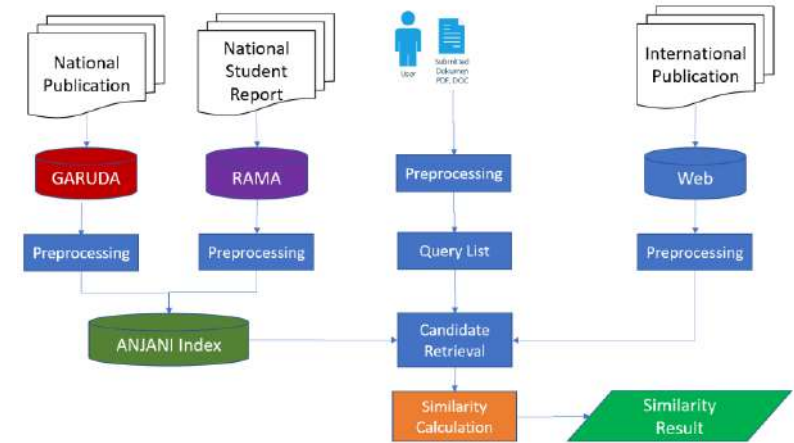 National
Publication
National
Student
Report
User
Submitted
Dokumen
PDF, DOC
International
Publication
GARUDA
RAMA
Preprocessing
Web
Preprocessing
Preprocessing
Query List
Preprocessing
ANJANI Index
Candidate
Retrieval
Similarity
Calculation
Similarity
Result